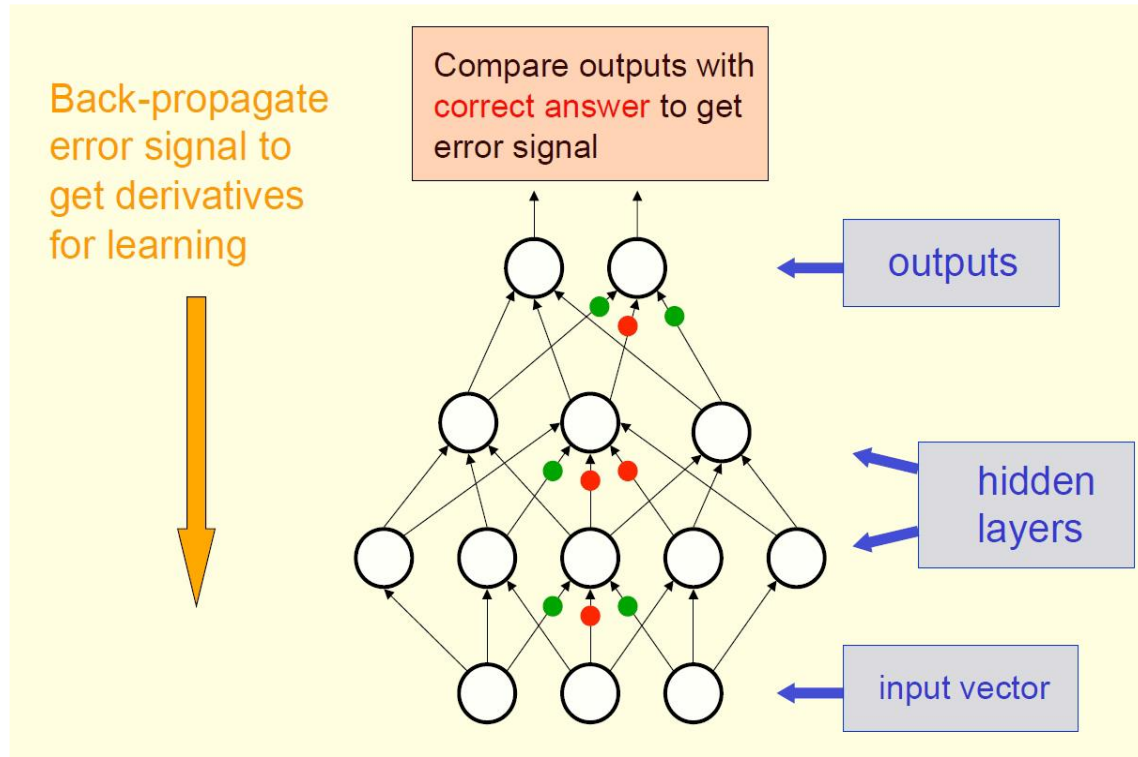 Back-propagate
error signal to
get derivatives
for learning
Compare outputs with
correct answer to get
error signal
outputs
hidden
layers
input vector